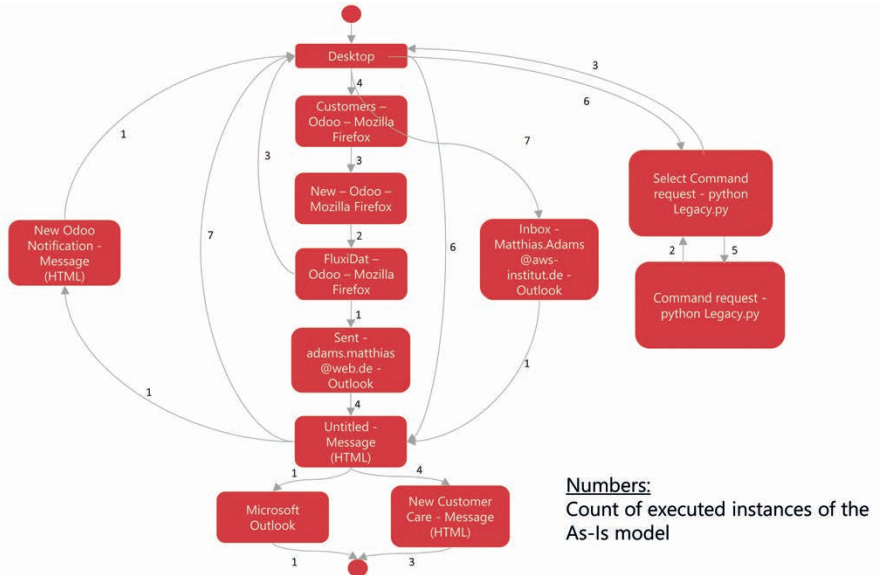 Desktop
4
3
6
Customers –
Odoo – Mozilla
Firefox
7
1
3
3
New – Odoo –
Mozilla Firefox
Select Command
request - python
Legacy.py
2
New Odoo
Notification -
Message
(HTML)
7
FluxiDat –
Odoo – Mozilla
Firefox
6
Inbox -
Matthias.Adams
@aws-
institut.de -
Outlook
2
5
Command request -
python Legacy.py
1
Sent -
adams.matthias
@web.de -
Outlook
1
1
4
Untitled -
Message
(HTML)
1
4
Microsoft
Outlook
New Customer
Care - Message
(HTML)
1
3
Numbers:
Count of executed instances of the
As-Is model